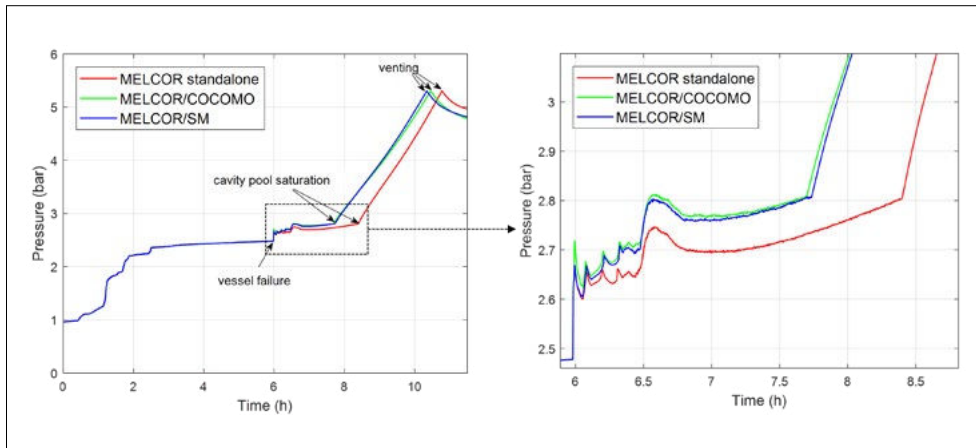 6
5
4
3
2
1
0
Pressure (bar)
MELCOR standalone
MELCOR/COCOMO
MELCOR/SM
venting
cavity pool saturation
vessel failure
0 2 4 6 8 10
Time (h)
3
2.9
2.8
2.7
2.6
2.5
Pressure (bar)
MELCOR standalone
MELCOR/COCOMO
MELCOR/SM
6 6.5 7 7.5 8 8.5
Time (h)